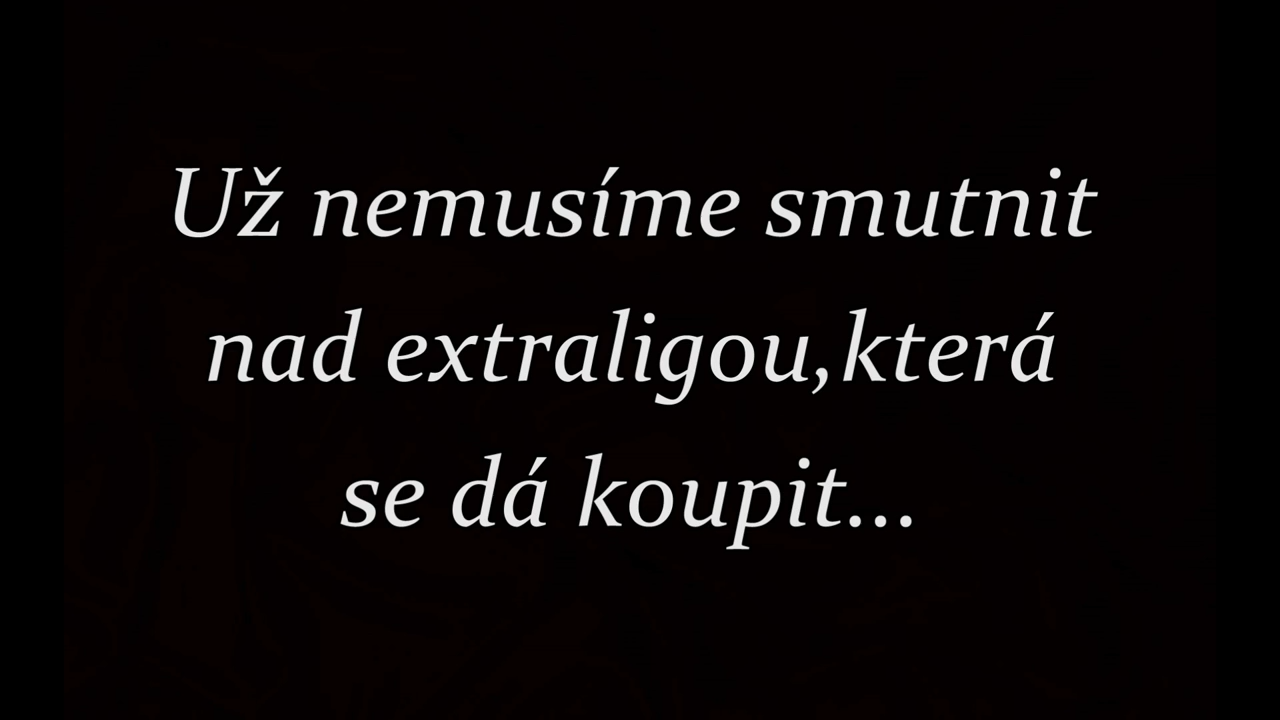 Už nemusíme smutnit
nad extraligou,která
se dá koupit...